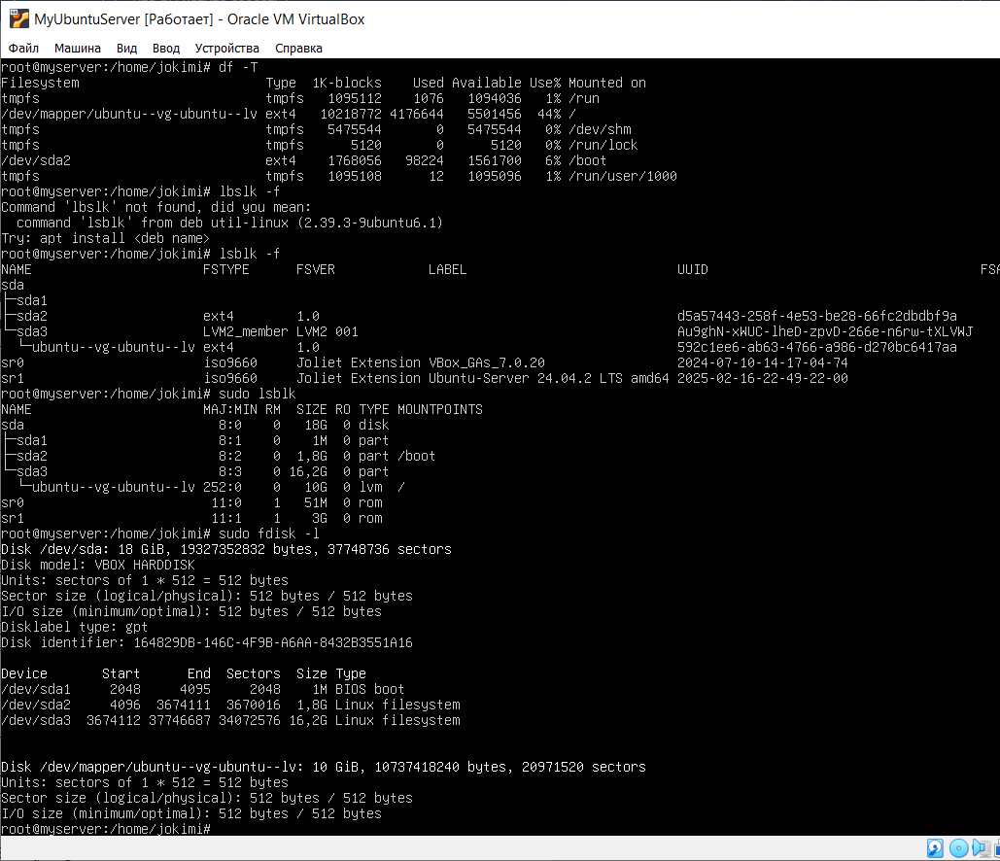 MyUbuntuServer [Работает] - Oracle VM VirtualBox
Файл Машина Вид Ввод Устройства Справка
root@myserver:/home/jokimi# df -T
Filesystem                        Type  1K-blocks    Used Available Use% Mounted on
tmpfs                             tmpfs   1095112    1076   1094036   1% /run
/dev/mapper/ubuntu--vg-ubuntu--lv ext4   10218772 4176644   5501456  44% /
tmpfs                             tmpfs   5475544       0   5475544   0% /dev/shm
tmpfs                             tmpfs      5120       0      5120   0% /run/lock
/dev/sda2                         ext4    1768056   98224   1561700   6% /boot
tmpfs                             tmpfs   1095108      12   1095096   1% /run/user/1000
root@myserver:/home/jokimi# lbslk -f
Command 'lbslk' not found, did you mean:
  command 'lsblk' from deb util-linux (2.39.3-9ubuntu6.1)
Try: apt install <deb name>
root@myserver:/home/jokimi# lsblk -f
NAME                      FSTYPE      FSVER            LABEL                           UUID                                   FSA
sda
├─sda1
├─sda2                    ext4        1.0                                              d5a57443-258f-4e53-be28-66fc2dbdbf9a
└─sda3                    LVM2_member LVM2 001                                         Au9ghN-xWUC-lheD-zpvD-266e-n6rw-tXLVWJ
  └─ubuntu--vg-ubuntu--lv ext4        1.0                                              592c1ee6-ab63-4766-a986-d270bc6417aa
sr0                       iso9660     Joliet Extension VBox_GAs_7.0.20                 2024-07-10-14-17-04-74
sr1                       iso9660     Joliet Extension Ubuntu-Server 24.04.2 LTS amd64 2025-02-16-22-49-22-00
root@myserver:/home/jokimi# sudo lsblk
NAME                      MAJ:MIN RM  SIZE RO TYPE MOUNTPOINTS
sda                         8:0    0   18G  0 disk
├─sda1                      8:1    0    1M  0 part
├─sda2                      8:2    0  1,8G  0 part /boot
└─sda3                      8:3    0 16,2G  0 part
  └─ubuntu--vg-ubuntu--lv 252:0    0   10G  0 lvm  /
sr0                        11:0    1   51M  0 rom
sr1                        11:1    1    3G  0 rom
root@myserver:/home/jokimi# sudo fdisk -l
Disk /dev/sda: 18 GiB, 19327352832 bytes, 37748736 sectors
Disk model: VBOX HARDDISK
Units: sectors of 1 * 512 = 512 bytes
Sector size (logical/physical): 512 bytes / 512 bytes
I/O size (minimum/optimal): 512 bytes / 512 bytes
Disklabel type: gpt
Disk identifier: 164829DB-146C-4F9B-A6AA-8432B3551A16
Device       Start      End  Sectors  Size Type
/dev/sda1     2048     4095     2048    1M BIOS boot
/dev/sda2     4096  3674111  3670016  1,8G Linux filesystem
/dev/sda3  3674112 37746687 34072576 16,2G Linux filesystem
Disk /dev/mapper/ubuntu--vg-ubuntu--lv: 10 GiB, 10737418240 bytes, 20971520 sectors
Units: sectors of 1 * 512 = 512 bytes
Sector size (logical/physical): 512 bytes / 512 bytes
I/O size (minimum/optimal): 512 bytes / 512 bytes
root@myserver:/home/jokimi#